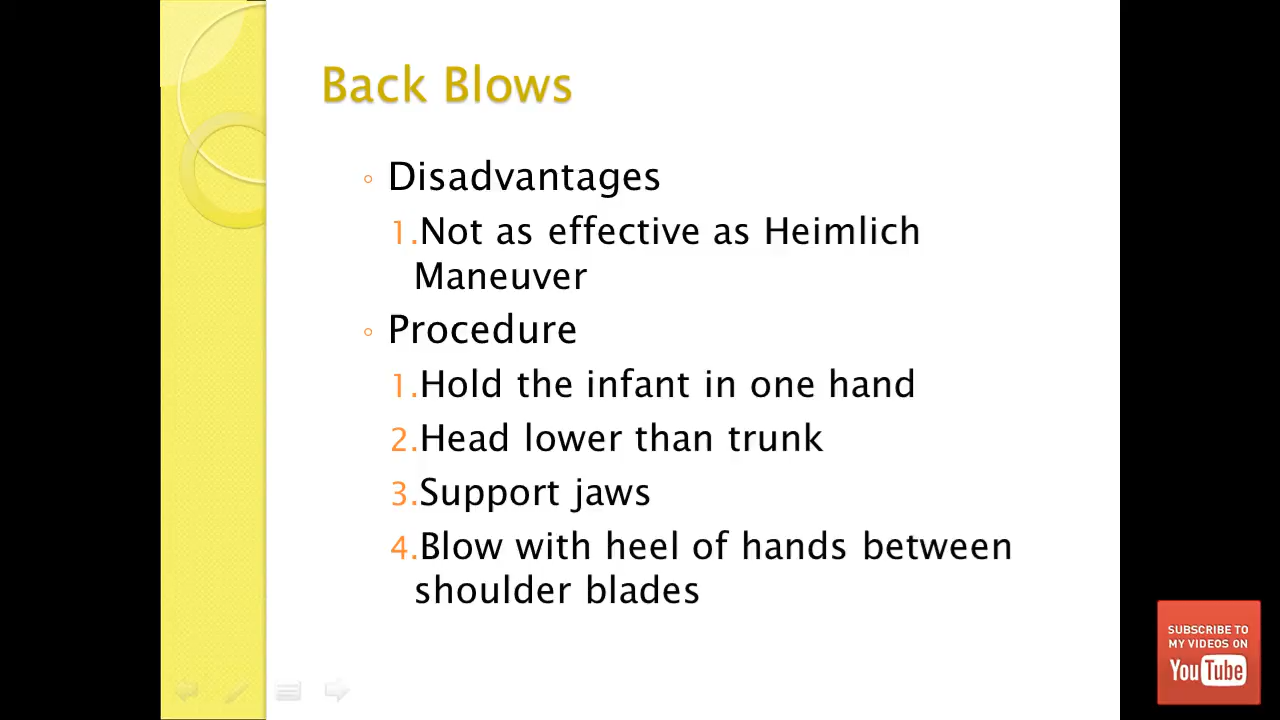 Back Blows
◦ Disadvantages
1.Not as effective as Heimlich
Maneuver
◦ Procedure
1.Hold the infant in one hand
2.Head lower than trunk
3.Support jaws
4.Blow with heel of hands between
shoulder blades
SUBSCRIBE TO
MY VIDEOS ON
YouTube